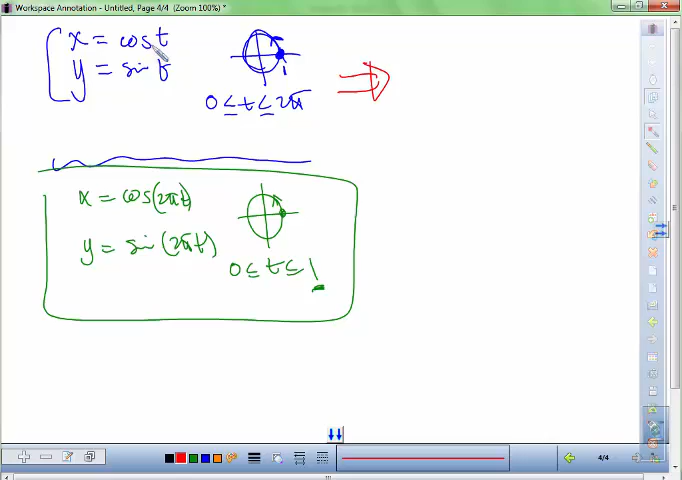 Workspace Annotation - Untitled, Page 4/4 (Zoom 100%) *
x = cos t
y = sin t
1
0 ≤ t ≤ 2π
⇒
x = cos(2πt)
y = sin(2πt)
0 ≤ t ≤ 1
4/4